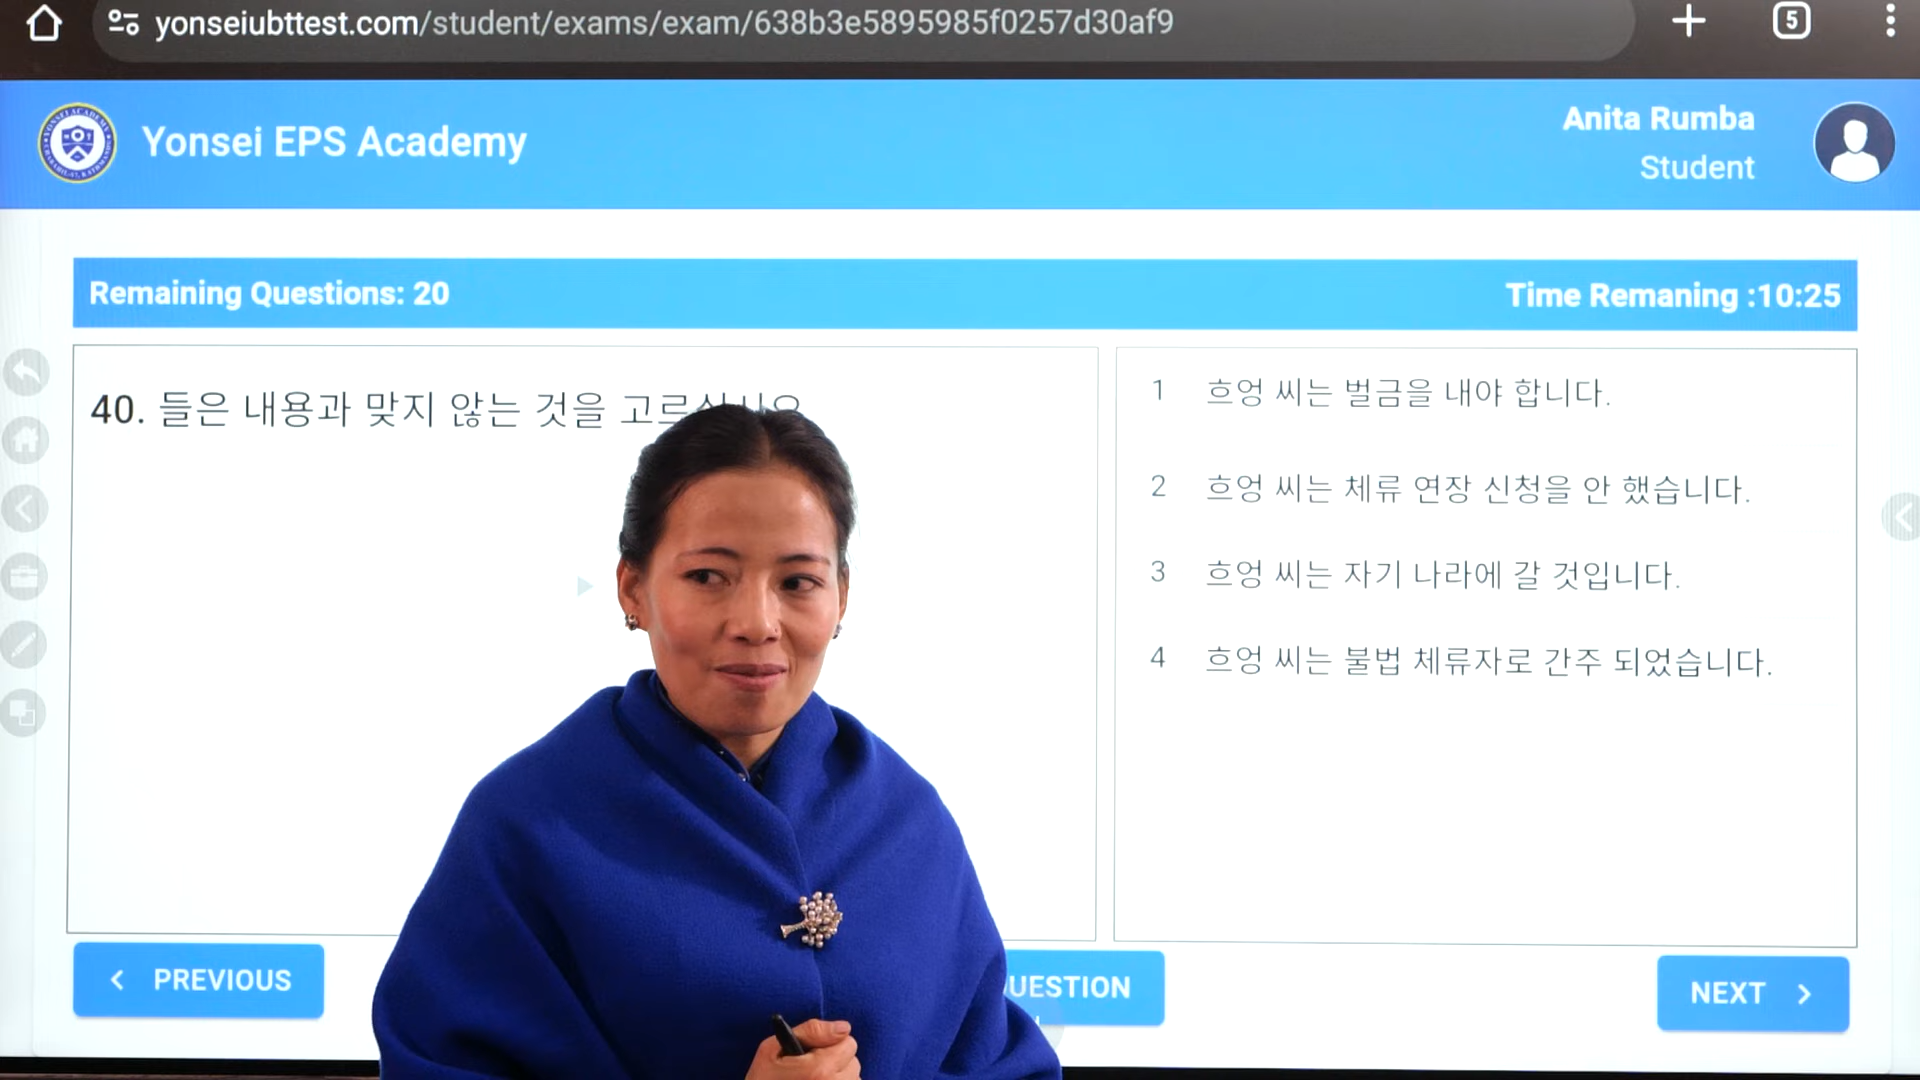 yonseiubttest.com/student/exams/exam/638b3e5895985f0257d30af9
5
Yonsei EPS Academy
Anita Rumba
Student
Remaining Questions: 20
Time Remaning :10:25
40. 들은 내용과 맞지 않는 것을
1 흐엉 씨는 벌금을 내야 합니다.
2 흐엉 씨는 체류 연장 신청을 안 했습니다.
3 흐엉 씨는 자기 나라에 갈 것입니다.
4 흐엉 씨는 불법 체류자로 간주 되었습니다.
PREVIOUS
UESTION
NEXT